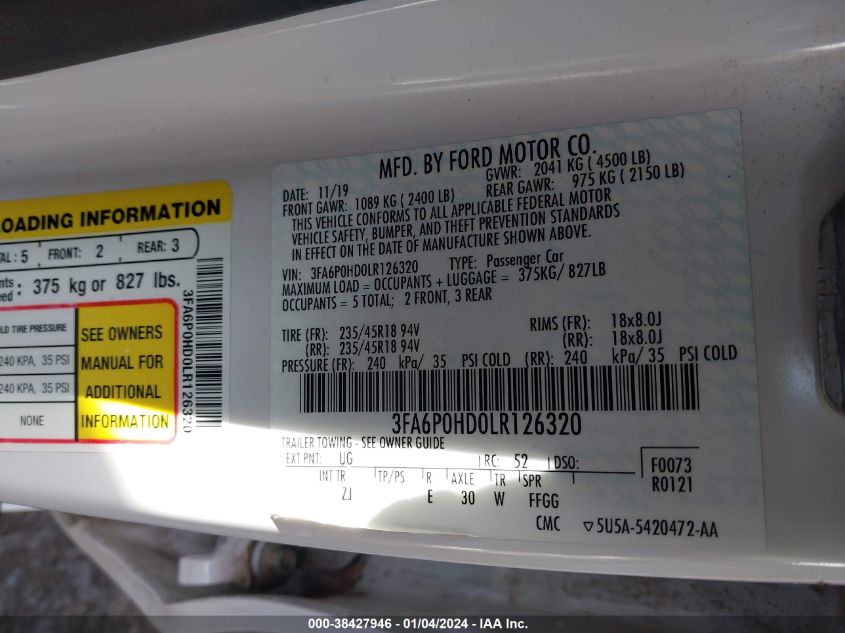 LOADING INFORMATION
TAL : 5 FRONT: 2 REAR: 3
375 kg or 827 lbs.
TIRE PRESSURE
240 KPA, 35 PSI
240 KPA, 35 PSI
NONE
SEE OWNERS
MANUAL FOR
ADDITIONAL
INFORMATION
3FA6P0HD0LR126320
MFD. BY FORD MOTOR CO.
DATE: 11/19 GVWR: 2041 KG ( 4500 LB)
FRONT GAWR: 1089 KG ( 2400 LB) REAR GAWR: 975 KG ( 2150 LB)
THIS VEHICLE CONFORMS TO ALL APPLICABLE FEDERAL MOTOR
VEHICLE SAFETY, BUMPER, AND THEFT PREVENTION STANDARDS
IN EFFECT ON THE DATE OF MANUFACTURE SHOWN ABOVE.
VIN: 3FA6P0HD0LR126320 TYPE: Passenger Car
MAXIMUM LOAD = OCCUPANTS + LUGGAGE = 375KG/ 827LB
OCCUPANTS = 5 TOTAL; 2 FRONT, 3 REAR
TIRE (FR): 235/45R18 94V RIMS (FR): 18x8.0J
(RR): 235/45R18 94V (RR): 18x8.0J
PRESSURE (FR): 240 kPa/ 35 PSI COLD (RR): 240 kPa/ 35 PSI COLD
3FA6P0HD0LR126320
TRAILER TOWING - SEE OWNER GUIDE
EXT PNT: UG RC: 52 DSO: F0073
INT TR TP/PS R AXLE TR SPR R0121
ZJ E 30 W FFGG
CMC ▽5U5A-5420472-AA
000-38427946 - 01/04/2024 - IAA Inc.